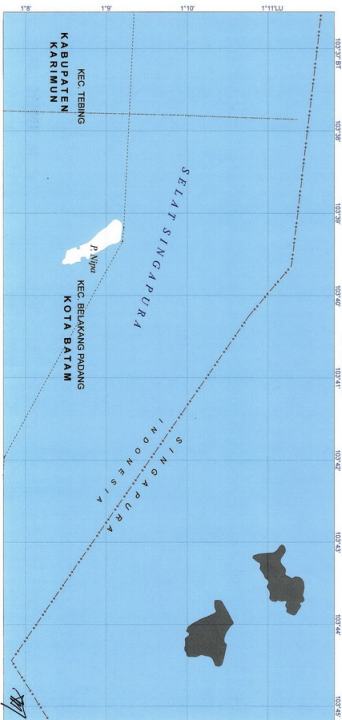 103°37' BT
103°38'
103°39'
103°40'
103°41'
103°42'
103°43'
103°44'
103°45'
1°11'LU
1°10'
1°9'
1°8'
SELAT SINGAPURA
SINGAPURA
INDONESIA
P. Nipa
KEC. TEBING
KABUPATEN
KARIMUN
KEC. BELAKANG PADANG
KOTA BATAM